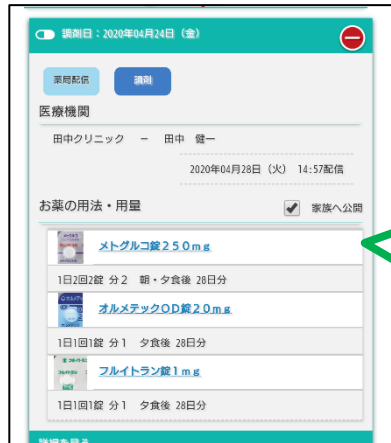 調剤日：2020年04月24日（金）
薬局配信 調剤
医療機関
田中クリニック － 田中 健一
2020年04月28日（火） 14:57配信
お薬の用法・用量 家族へ公開
メトグルコ錠２５０ｍｇ
1日2回2錠 分２ 朝・夕食後 28日分
オルメテックＯＤ錠２０ｍｇ
1日1回1錠 分１ 夕食後 28日分
フルイトラン錠１ｍｇ
1日1回1錠 分１ 夕食後 28日分
詳細を見る